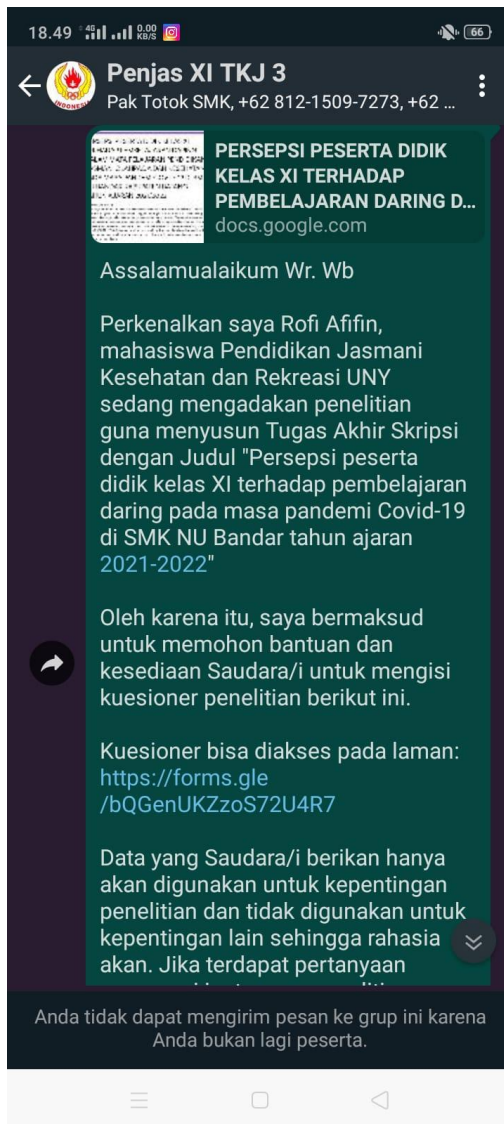 18.49
4G
0.00
KB/S
66
Penjas XI TKJ 3
Pak Totok SMK, +62 812-1509-7273, +62 ...
INDONESIA
PERSEPSI PESERTA DIDIK
KELAS XI TERHADAP
PEMBELAJARAN DARING D...
docs.google.com
Assalamualaikum Wr. Wb
Perkenalkan saya Rofi Afifin,
mahasiswa Pendidikan Jasmani
Kesehatan dan Rekreasi UNY
sedang mengadakan penelitian
guna menyusun Tugas Akhir Skripsi
dengan Judul "Persepsi peserta
didik kelas XI terhadap pembelajaran
daring pada masa pandemi Covid-19
di SMK NU Bandar tahun ajaran
2021-2022"
Oleh karena itu, saya bermaksud
untuk memohon bantuan dan
kesediaan Saudara/i untuk mengisi
kuesioner penelitian berikut ini.
Kuesioner bisa diakses pada laman:
https://forms.gle
/bQGenUKZzoS72U4R7
Data yang Saudara/i berikan hanya
akan digunakan untuk kepentingan
penelitian dan tidak digunakan untuk
kepentingan lain sehingga rahasia
akan. Jika terdapat pertanyaan
Anda tidak dapat mengirim pesan ke grup ini karena
Anda bukan lagi peserta.